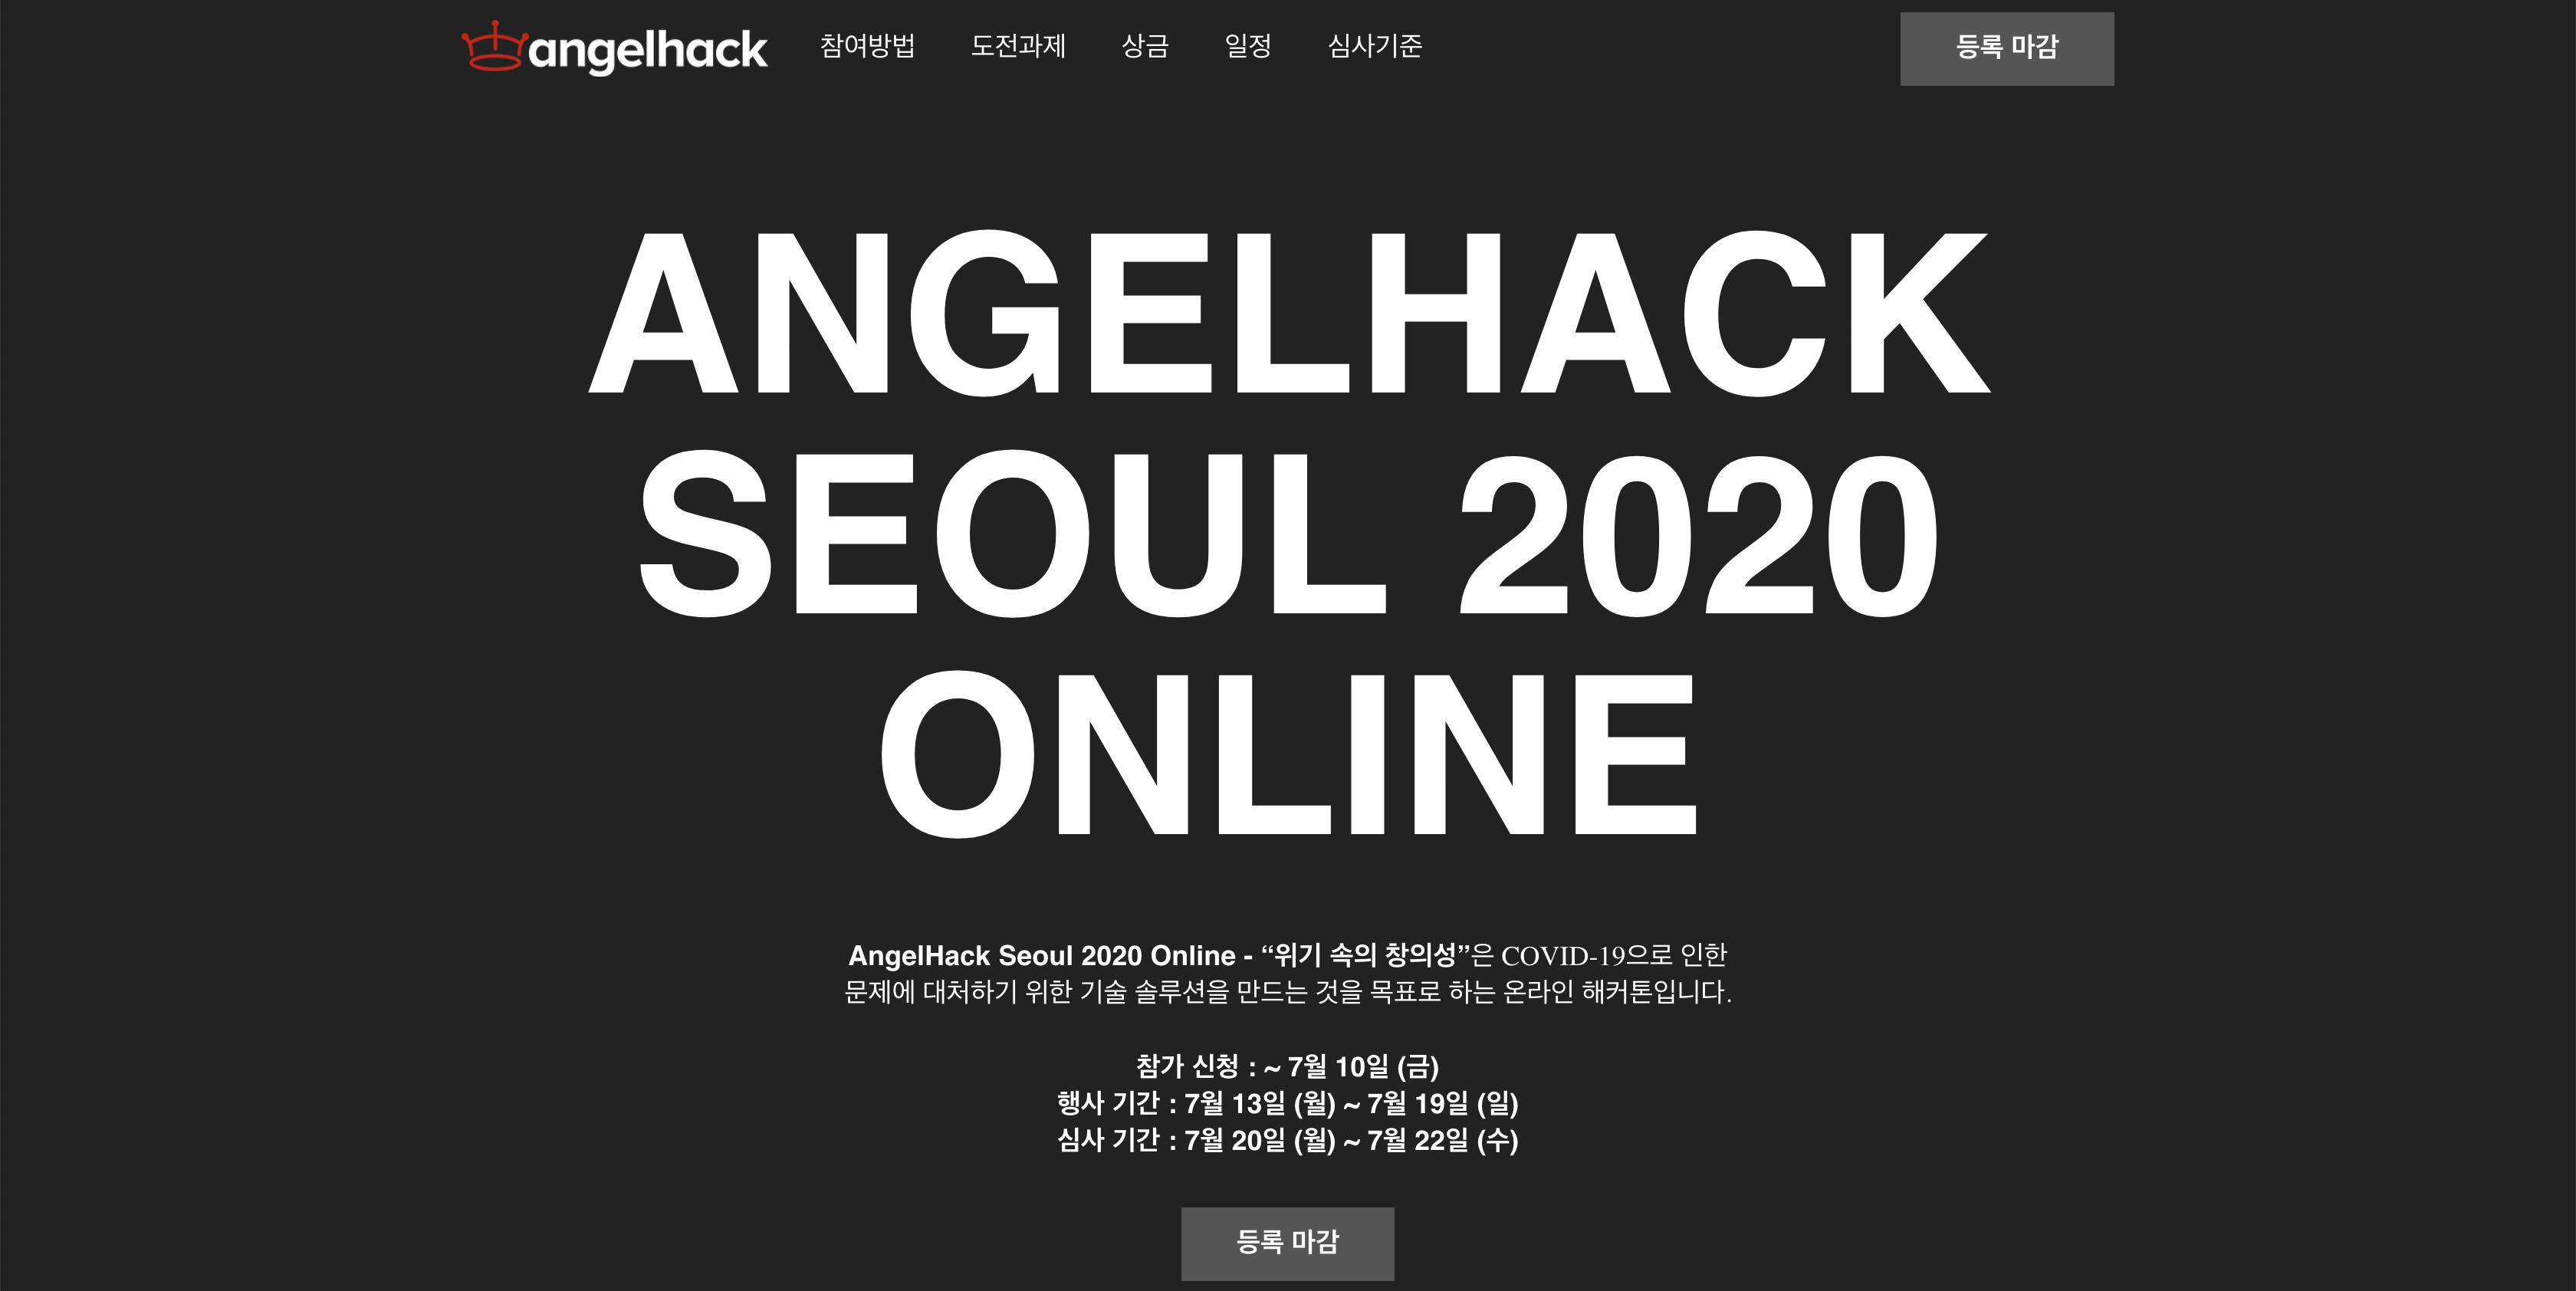 angelhack 참여방법 도전과제 상금 일정 심사기준 등록 마감
ANGELHACK
SEOUL 2020
ONLINE
AngelHack Seoul 2020 Online - “위기 속의 창의성”은 COVID-19으로 인한
문제에 대처하기 위한 기술 솔루션을 만드는 것을 목표로 하는 온라인 해커톤입니다.
참가 신청 : ~ 7월 10일 (금)
행사 기간 : 7월 13일 (월) ~ 7월 19일 (일)
심사 기간 : 7월 20일 (월) ~ 7월 22일 (수)
등록 마감